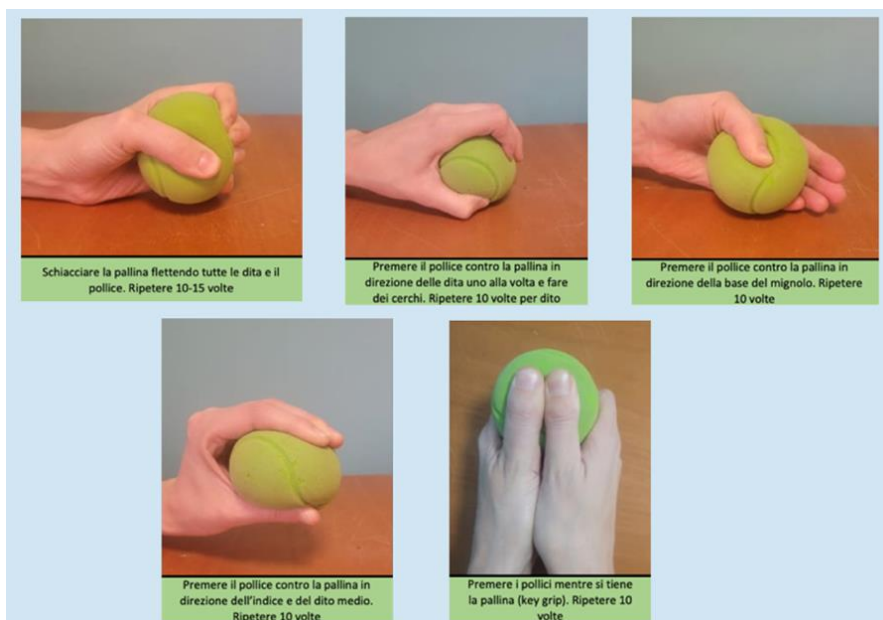 Schiacciare la pallina flettendo tutte le dita e il
pollice. Ripetere 10-15 volte
Premere il pollice contro la pallina in
direzione delle dita uno alla volta e fare
dei cerchi. Ripetere 10 volte per dito
Premere il pollice contro la pallina in
direzione della base del mignolo. Ripetere
10 volte
Premere il pollice contro la pallina in
direzione dell'indice e del dito medio.
Ripetere 10 volte
Premere i pollici mentre si tiene
la pallina (key grip). Ripetere 10
volte